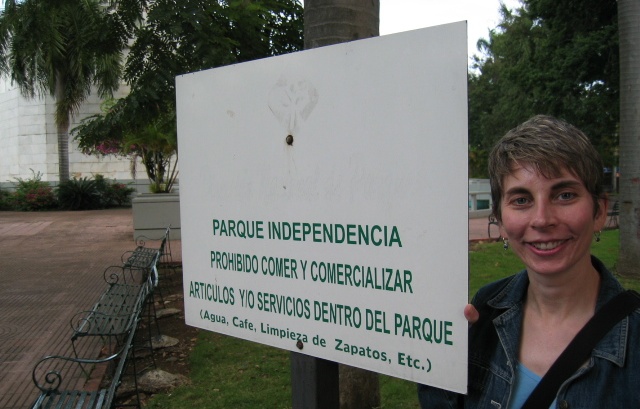 PARQUE INDEPENDENCIA
PROHIBIDO COMER Y COMERCIALIZAR
ARTICULOS Y/O SERVICIOS DENTRO DEL PARQUE
(Agua, Cafe, Limpieza de Zapatos, Etc.)